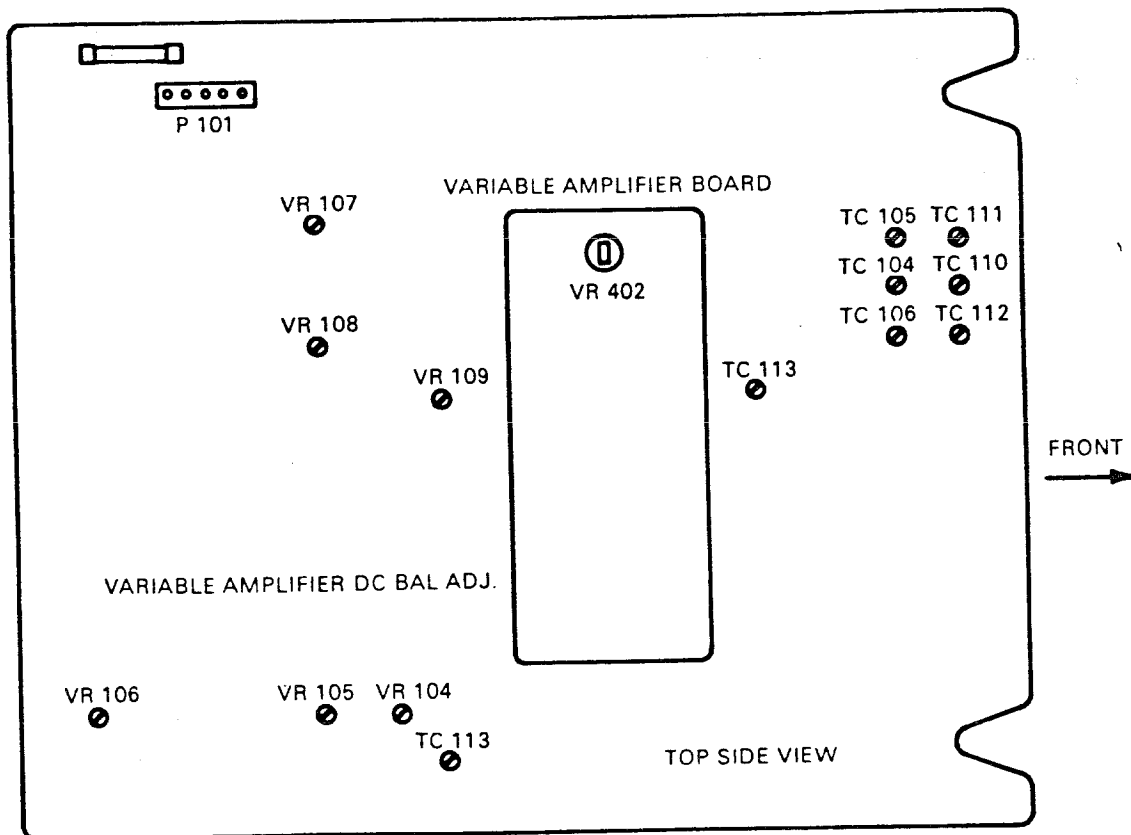 P 101
VARIABLE AMPLIFIER BOARD
VR 107
TC 105 TC 111
VR 402
TC 104 TC 110
VR 108
TC 106 TC 112
VR 109
TC 113
FRONT
VARIABLE AMPLIFIER DC BAL ADJ.
VR 106
VR 105 VR 104
TC 113
TOP SIDE VIEW